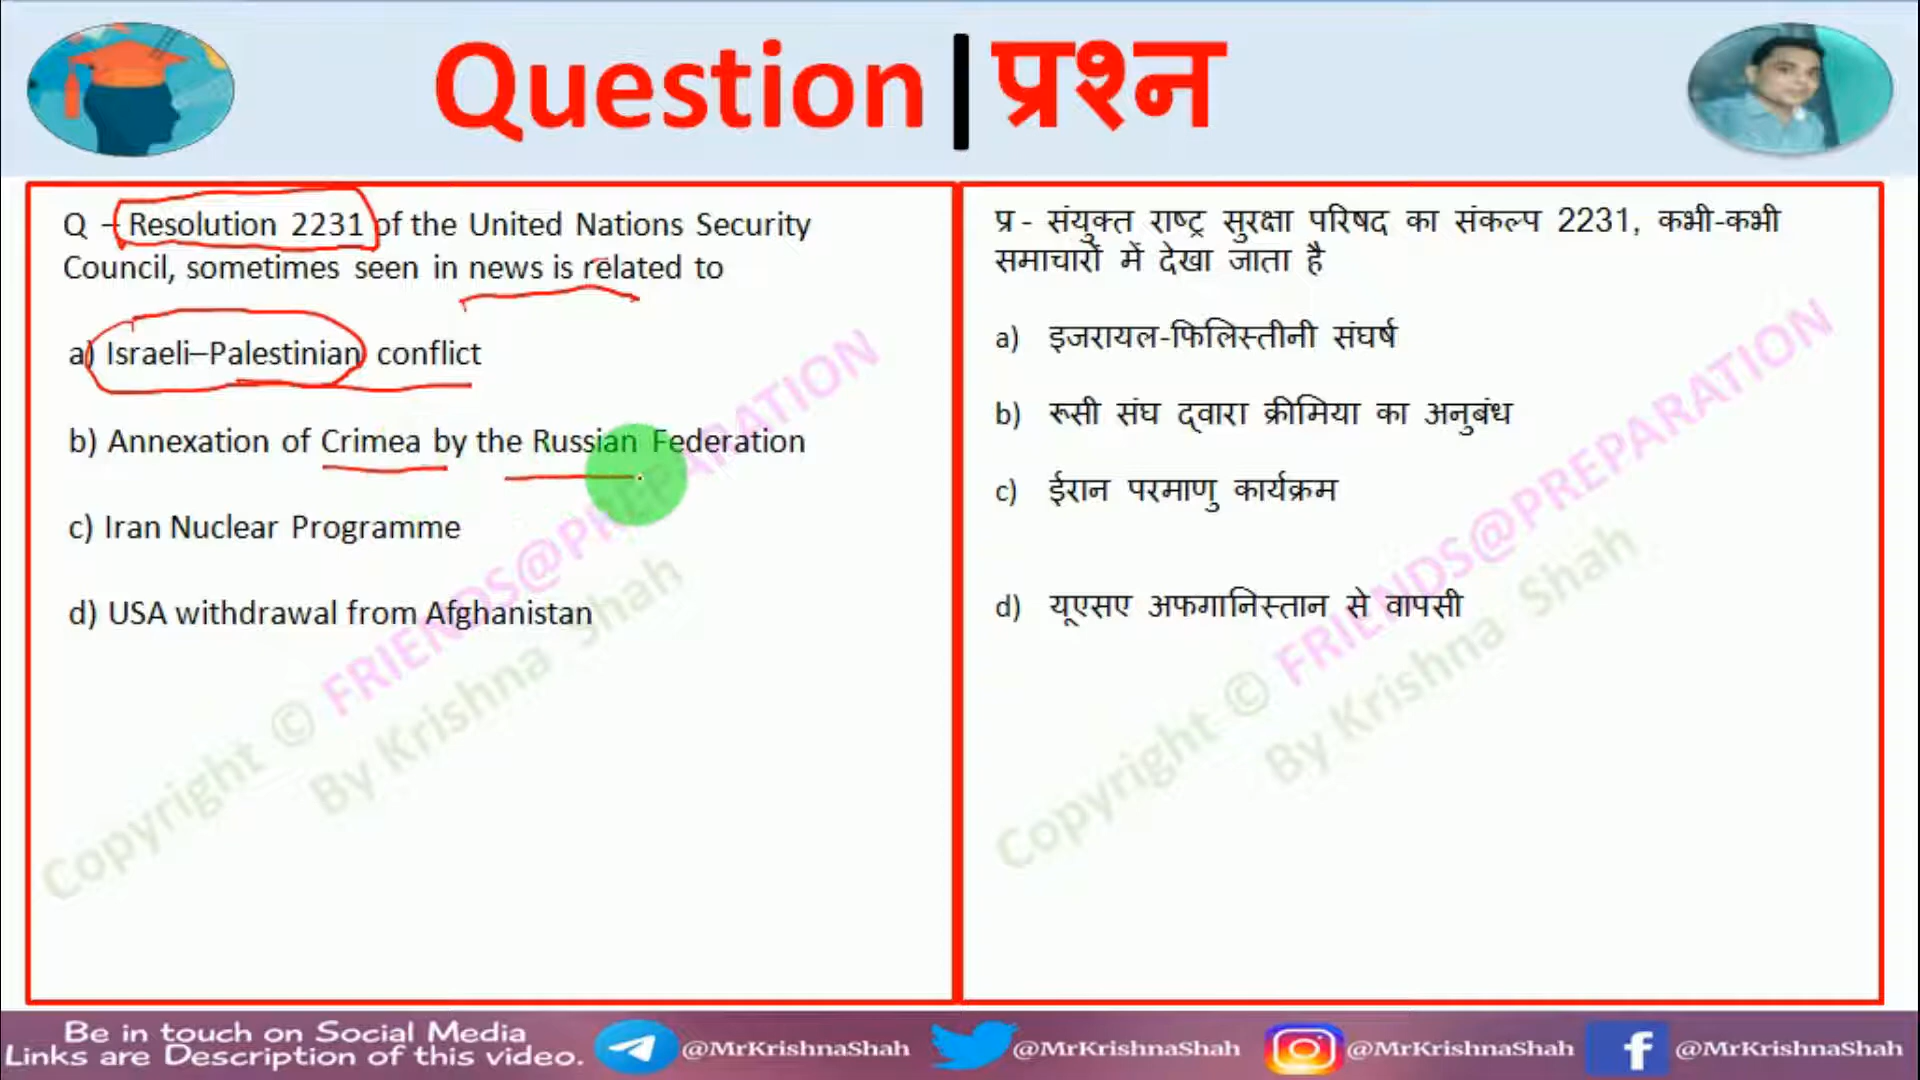 Question|प्रश्न
Q – Resolution 2231 of the United Nations Security
Council, sometimes seen in news is related to
a) Israeli–Palestinian conflict
b) Annexation of Crimea by the Russian Federation
c) Iran Nuclear Programme
d) USA withdrawal from Afghanistan
Copyright © FRIENDS@PREPARATION
By Krishna Shah
प्र - संयुक्त राष्ट्र सुरक्षा परिषद का संकल्प 2231, कभी-कभी
समाचारों में देखा जाता है
a) इजरायल-फिलिस्तीनी संघर्ष
b) रूसी संघ द्वारा क्रीमिया का अनुबंध
c) ईरान परमाणु कार्यक्रम
d) यूएसए अफगानिस्तान से वापसी
Copyright © FRIENDS@PREPARATION
By Krishna Shah
Be in touch on Social Media
Links are Description of this video.
@MrKrishnaShah
@MrKrishnaShah
@MrKrishnaShah
@MrKrishnaShah